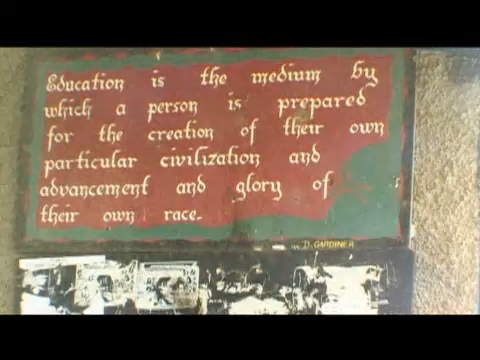 Education is the medium by
which a person is prepared
for the creation of their own
particular civilization and
advancement and glory of
their own race.
D. GARDINER